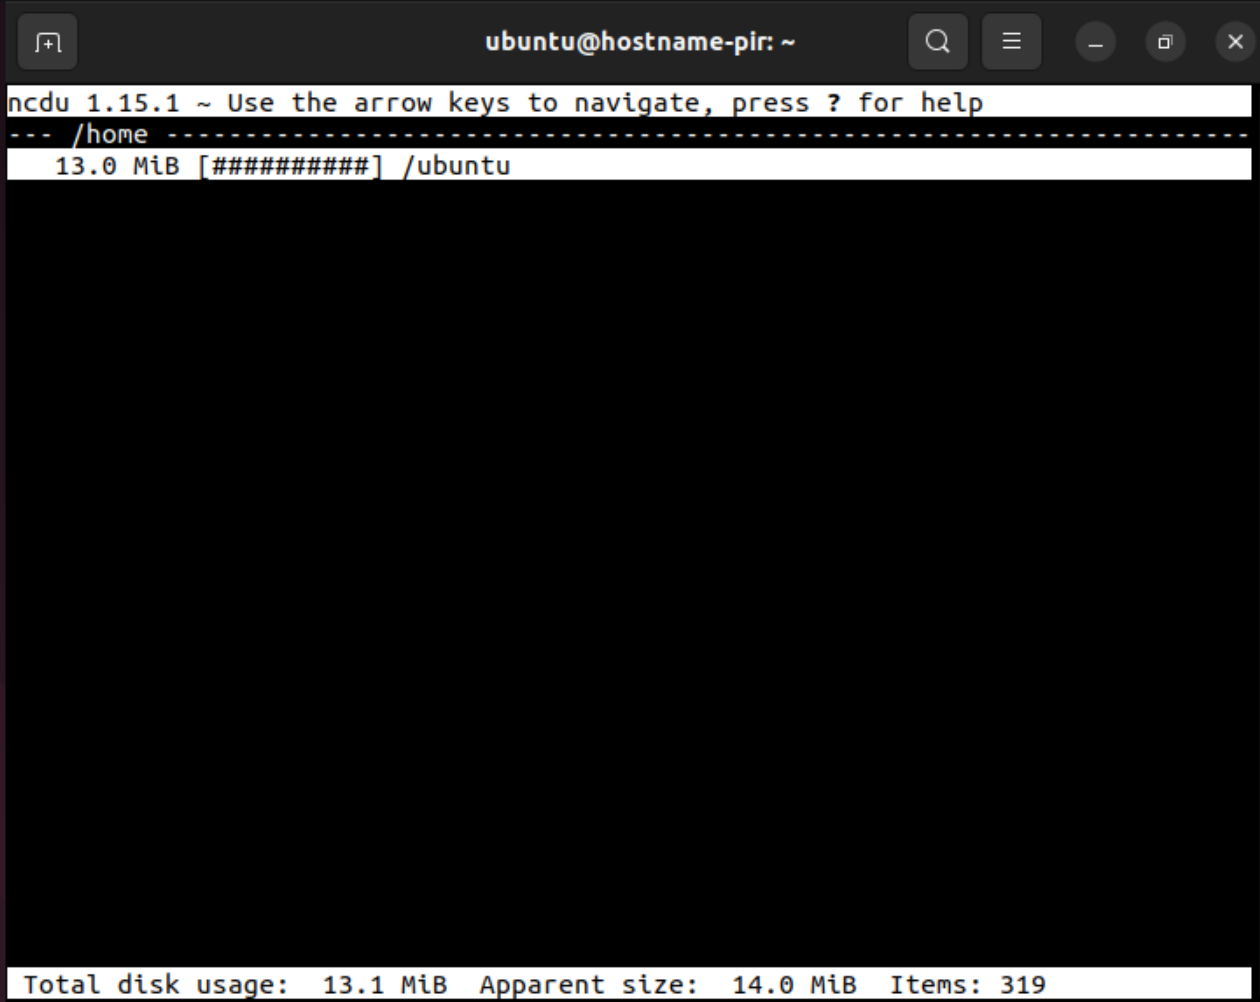 ubuntu@hostname-pir: ~
ncdu 1.15.1 ~ Use the arrow keys to navigate, press ? for help
--- /home ----------------------------------------------------------------------
   13.0 MiB [##########] /ubuntu
 Total disk usage:  13.1 MiB  Apparent size:  14.0 MiB  Items: 319